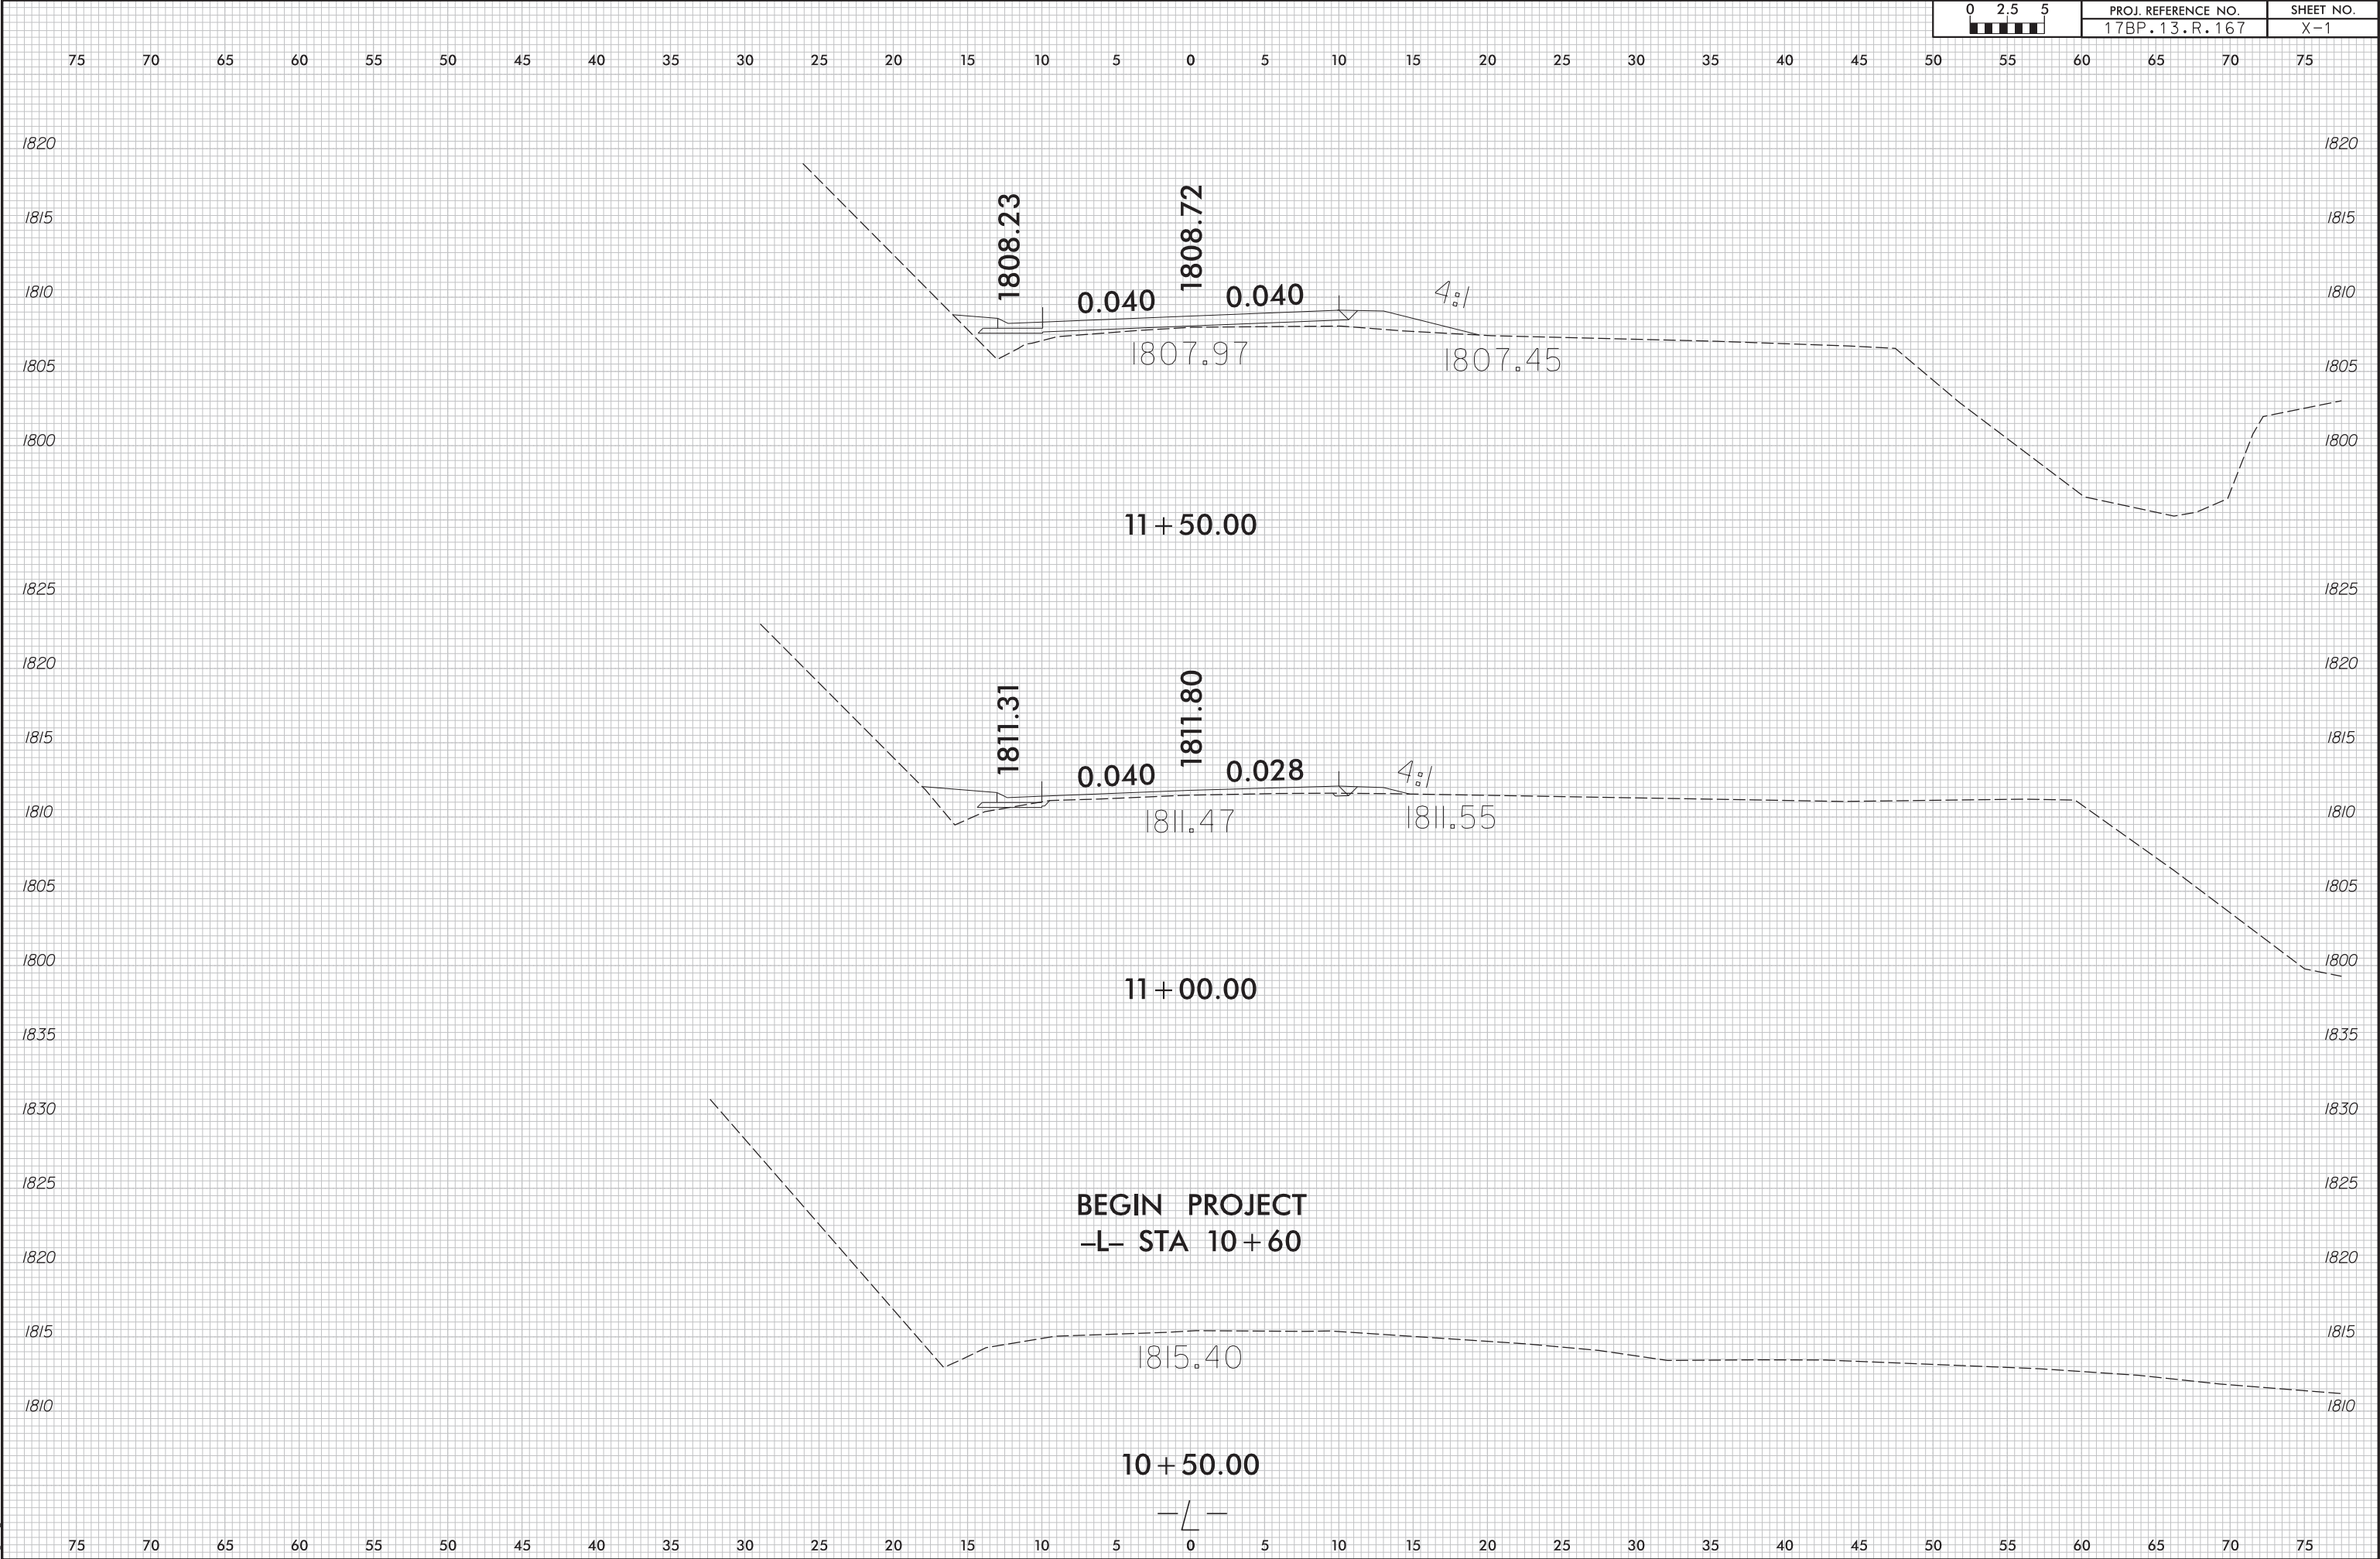 0 2.5 5 PROJ. REFERENCE NO. SHEET NO.
17BP.13.R.167 X-1
75 70 65 60 55 50 45 40 35 30 25 20 15 10 5 0 5 10 15 20 25 30 35 40 45 50 55 60 65 70 75
1820 1820
1815 1808.23 1808.72 1815
1810 0.040 0.040 4:1 1810
1805 1807.97 1807.45 1805
1800 1800
11+50.00
1825 1825
1820 1820
1815 1811.31 1811.80 1815
0.040 0.028 4:1
1810 1811.47 1811.55 1810
1805 1805
1800 1800
11+00.00
1835 1835
1830 1830
1825 1825
BEGIN PROJECT
-L- STA 10+60
1820 1820
1815 1815
1815.40
1810 1810
10+50.00
-L-
75 70 65 60 55 50 45 40 35 30 25 20 15 10 5 0 5 10 15 20 25 30 35 40 45 50 55 60 65 70 75